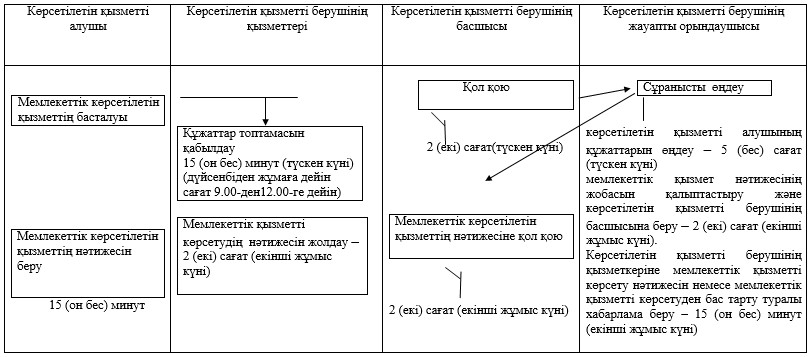 Көрсетілетін қызметті
алушы
Көрсетілетін қызметті берушінің
қызметтері
Көрсетілетін қызметті берушінің
басшысы
Көрсетілетін қызметті берушінің
жауапты орындаушысы
Мемлекеттік көрсетілетін
қызметтің басталуы
Құжаттар топтамасын
қабылдау
15 (он бес) минут (түскен күні)
(дүйсенбіден жұмаға дейін
сағат 9.00-ден12.00-ге дейін)
Қол қою
2 (екі) сағат(түскен күні)
Сұранысты өңдеу
көрсетілетін қызметті алушының
құжаттарын өңдеу – 5 (бес) сағат
(түскен күні)
мемлекеттік қызмет нәтижесінің
жобасын қалыптастыру және
көрсетілетін қызметті берушінің
басшысына беру – 2 (екі) сағат (екінші
жұмыс күні).
Көрсетілетін қызметті берушінің
қызметкеріне мемлекеттік қызметті
көрсету нәтижесін немесе мемлекеттік
қызметті көрсетуден бас тарту туралы
хабарлама беру – 15 (он бес) минут
(екінші жұмыс күні)
Мемлекеттік көрсетілетін
қызметтің нәтижесін
беру
15 (он бес) минут
Мемлекеттік қызметті
көрсетудің нәтижесін жолдау –
2 (екі) сағат (екінші жұмыс
күні)
Мемлекеттік көрсетілетін
қызметтің нәтижесіне қол қою
2 (екі) сағат (екінші жұмыс күні)